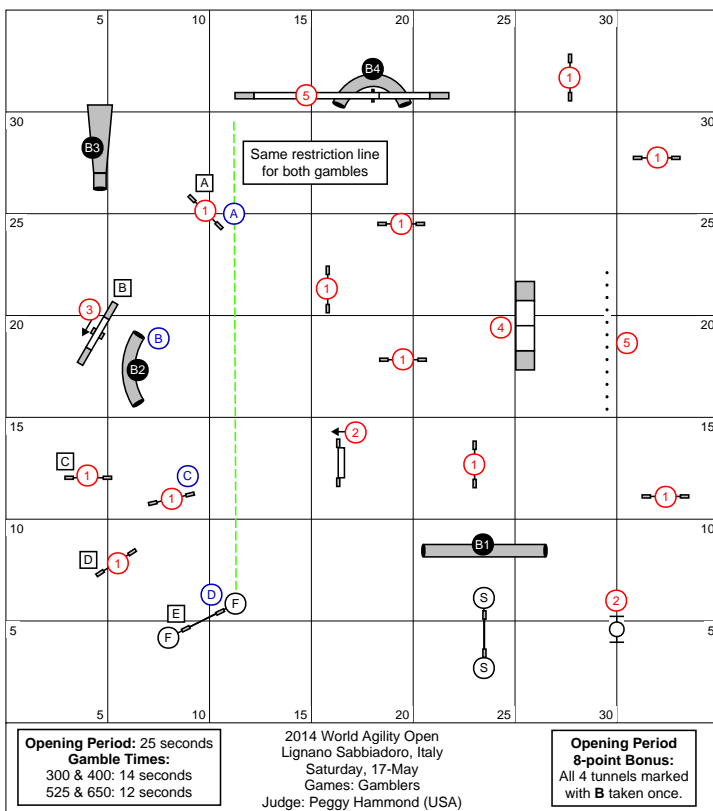 5 10 15 20 25 30
B4
1
5
30 30
B3
Same restriction line
for both gambles
1
A
1 A
25 25
1
B
1
3
20 20
B
4
5
B2
1
15 15
2
C
C
1
1
1
1
10 10
B1
D
1
D
S
2
E
F
5 5
F
S
5 10 15 20 25 30
Opening Period: 25 seconds
Gamble Times:
300 & 400: 14 seconds
525 & 650: 12 seconds
2014 World Agility Open
Lignano Sabbiadoro, Italy
Saturday, 17-May
Games: Gamblers
Judge: Peggy Hammond (USA)
Opening Period
8-point Bonus:
All 4 tunnels marked
with B taken once.